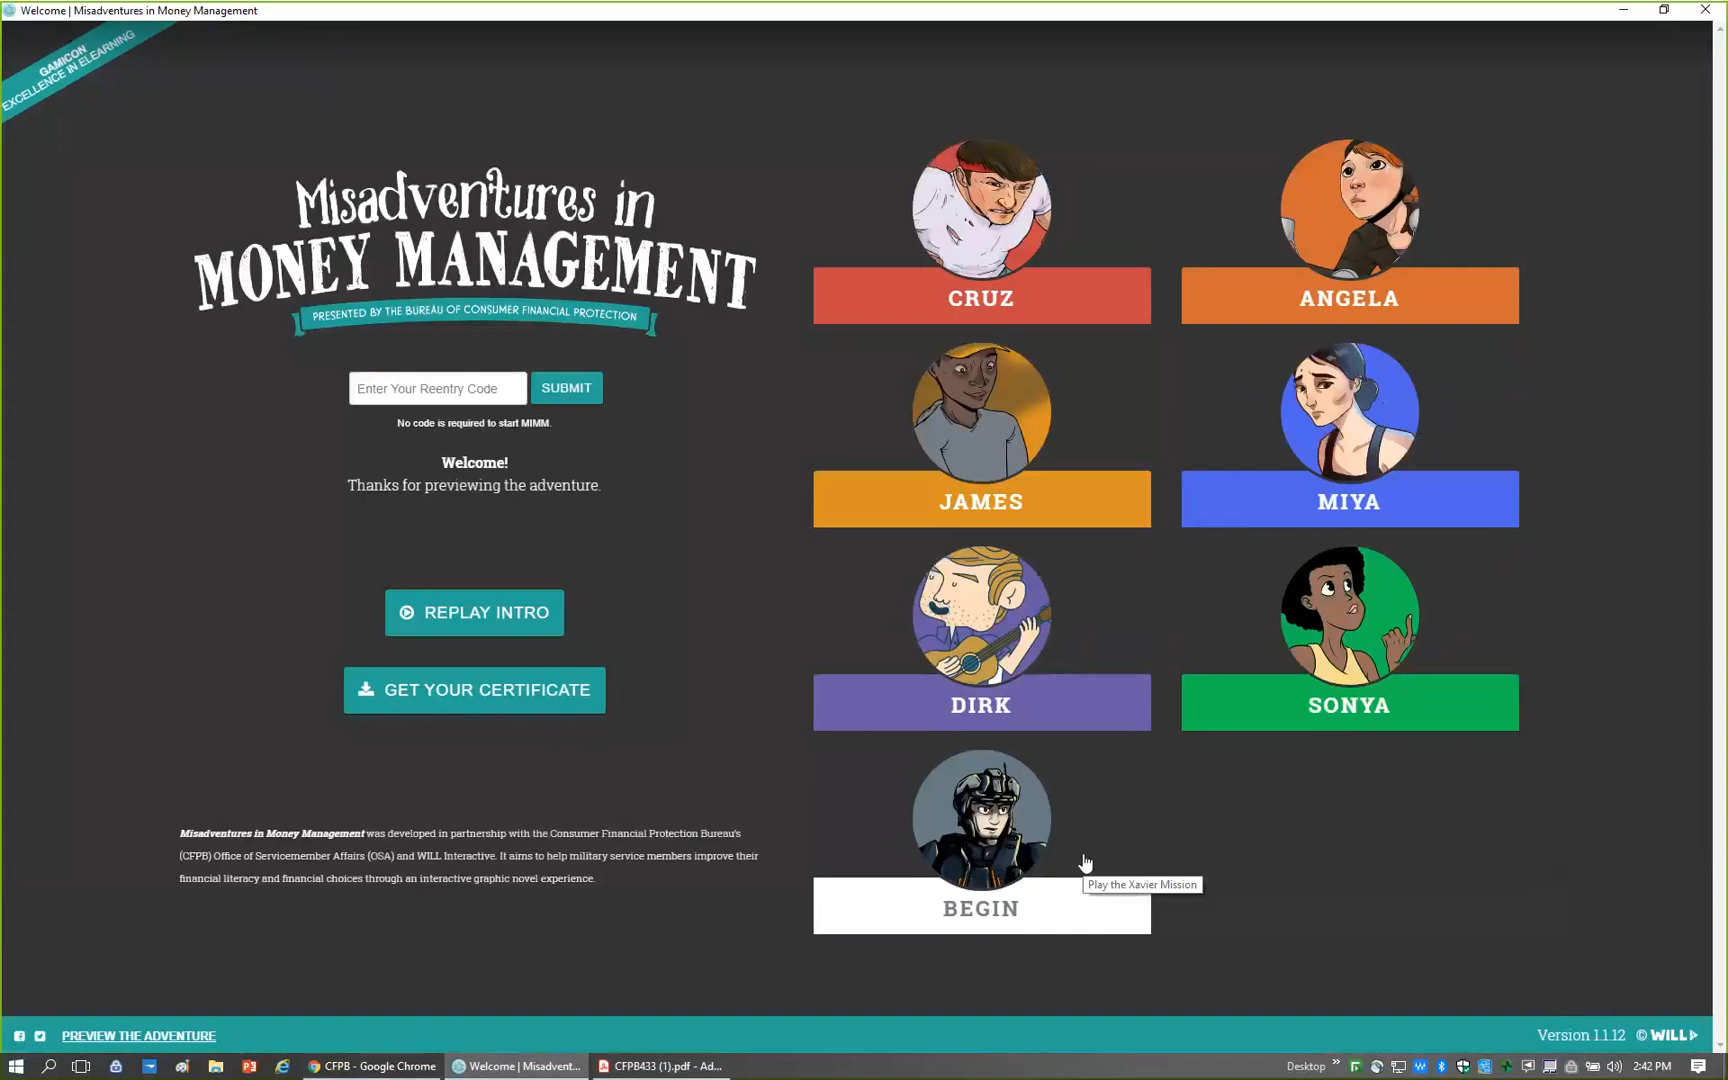 Welcome | Misadventures in Money Management
GAMICON
EXCELLENCE IN ELEARNING
Misadventures in
MONEY MANAGEMENT
PRESENTED BY THE BUREAU OF CONSUMER FINANCIAL PROTECTION
Enter Your Reentry Code
SUBMIT
No code is required to start MIMM.
Welcome!
Thanks for previewing the adventure.
REPLAY INTRO
GET YOUR CERTIFICATE
Misadventures in Money Management was developed in partnership with the Consumer Financial Protection Bureau's
(CFPB) Office of Servicemember Affairs (OSA) and WILL Interactive. It aims to help military service members improve their
financial literacy and financial choices through an interactive graphic novel experience.
CRUZ
ANGELA
JAMES
MIYA
DIRK
SONYA
Play the Xavier Mission
BEGIN
PREVIEW THE ADVENTURE
Version 1.1.12 © WILL
CFPB - Google Chrome
Welcome | Misadvent...
CFPB433 (1).pdf - Ad...
Desktop
2:42 PM